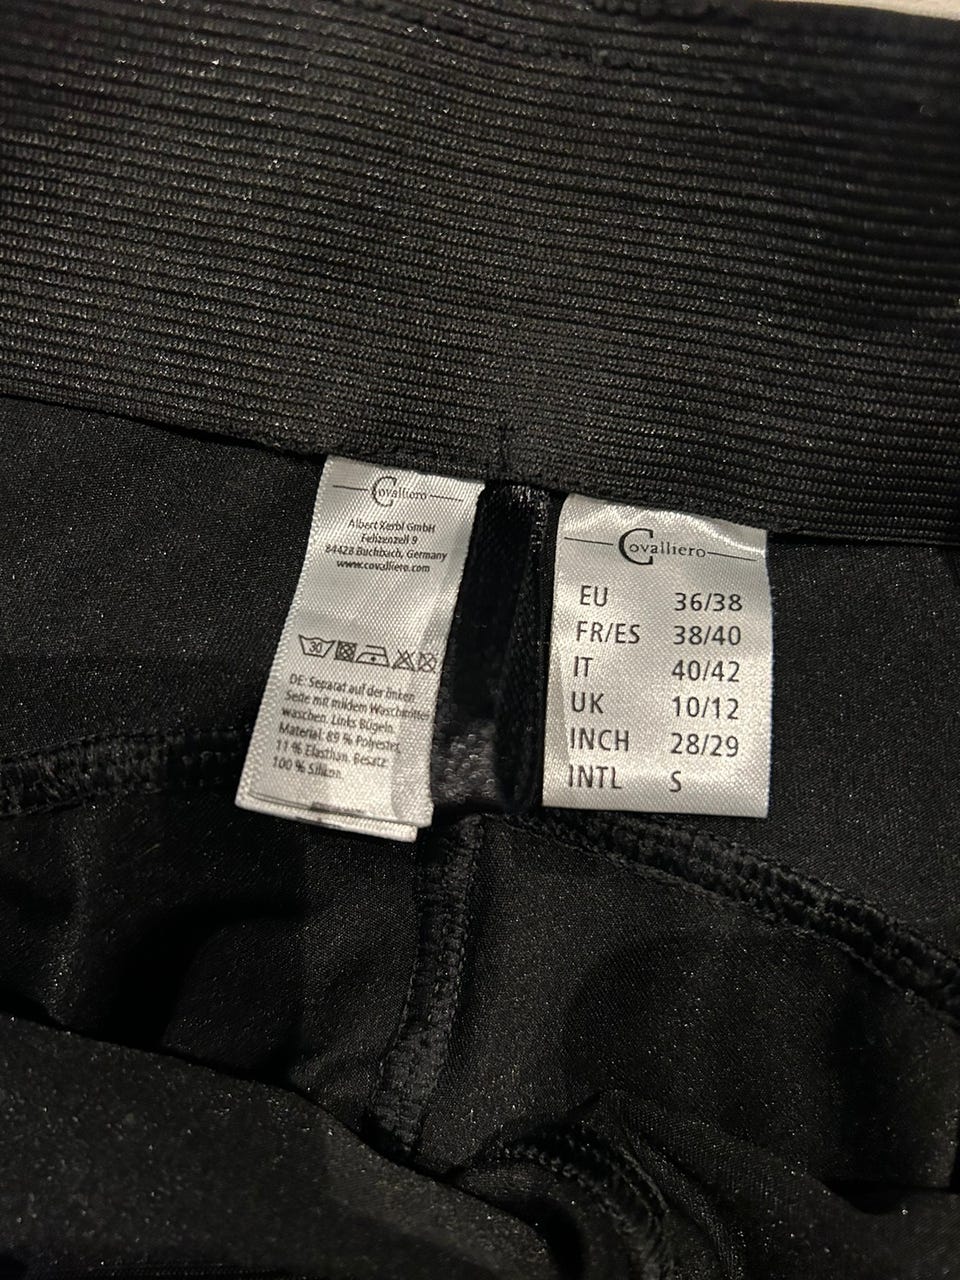 Covalliero
Albert Kerbl GmbH
Felizenzell 9
84428 Buchbach, Germany
www.covalliero.com
30
DE: Separat auf der linken
Seite mit mildem Waschmittel
waschen. Links Bügeln.
Material: 89 % Polyester,
11 % Elasthan. Besatz:
100 % Silikon.
Covalliero
EU 36/38
FR/ES 38/40
IT 40/42
UK 10/12
INCH 28/29
INTL S